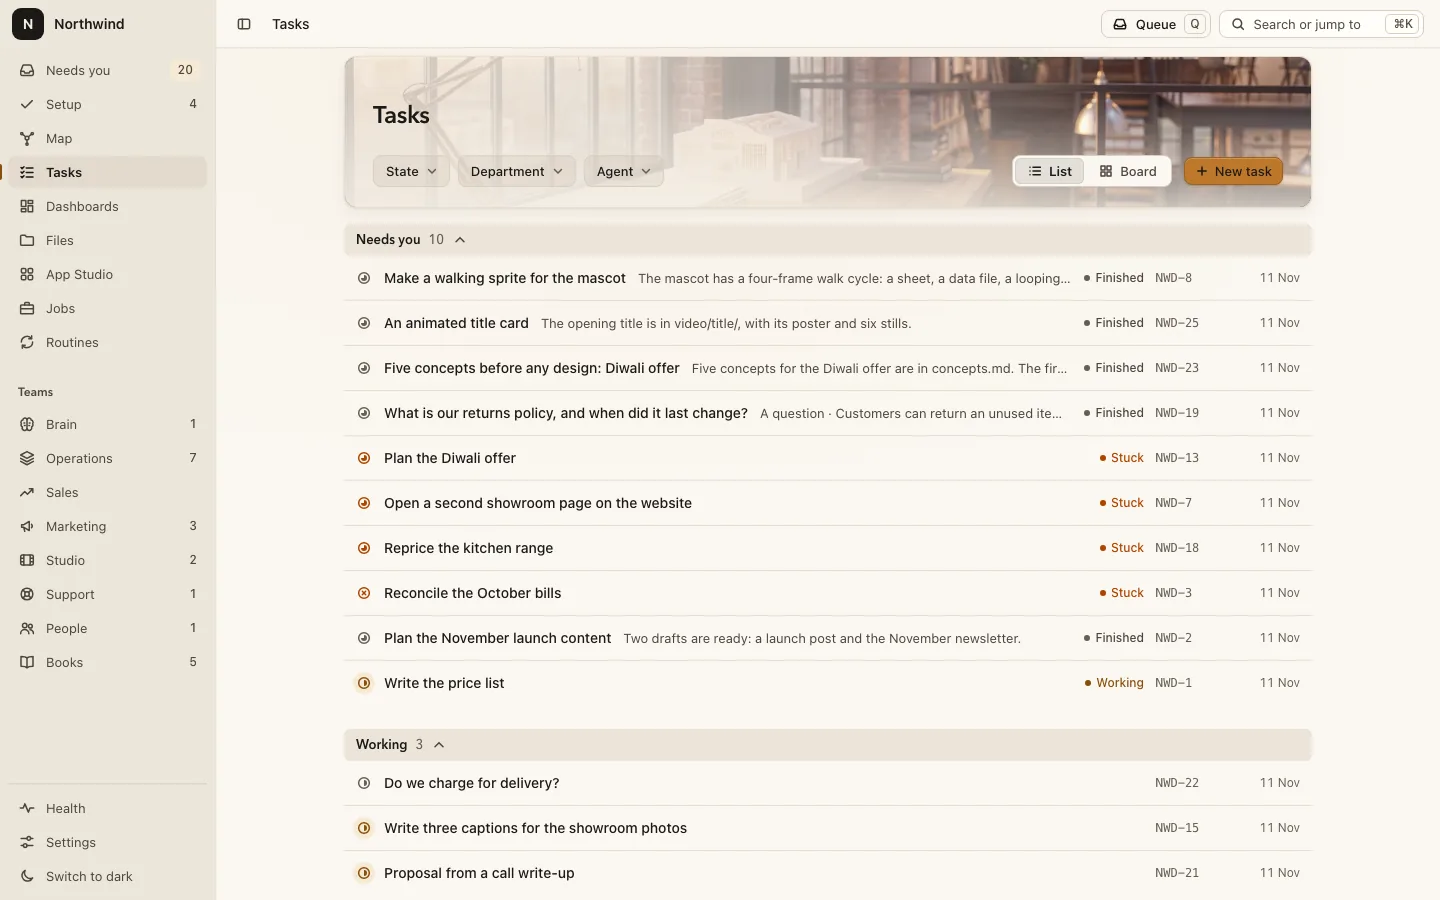 N Northwind
Needs you 20
Setup 4
Map
Tasks
Dashboards
Files
App Studio
Jobs
Routines
Teams
Brain 1
Operations 7
Sales
Marketing 3
Studio 2
Support 1
People 1
Books 5
Health
Settings
Switch to dark
Tasks
Queue Q
Search or jump to ⌘K
Tasks
State
Department
Agent
List
Board
+ New task
Needs you 10
Make a walking sprite for the mascot The mascot has a four-frame walk cycle: a sheet, a data file, a looping... Finished NWD-8 11 Nov
An animated title card The opening title is in video/title/, with its poster and six stills. Finished NWD-25 11 Nov
Five concepts before any design: Diwali offer Five concepts for the Diwali offer are in concepts.md. The fir... Finished NWD-23 11 Nov
What is our returns policy, and when did it last change? A question · Customers can return an unused ite... Finished NWD-19 11 Nov
Plan the Diwali offer Stuck NWD-13 11 Nov
Open a second showroom page on the website Stuck NWD-7 11 Nov
Reprice the kitchen range Stuck NWD-18 11 Nov
Reconcile the October bills Stuck NWD-3 11 Nov
Plan the November launch content Two drafts are ready: a launch post and the November newsletter. Finished NWD-2 11 Nov
Write the price list Working NWD-1 11 Nov
Working 3
Do we charge for delivery? NWD-22 11 Nov
Write three captions for the showroom photos NWD-15 11 Nov
Proposal from a call write-up NWD-21 11 Nov